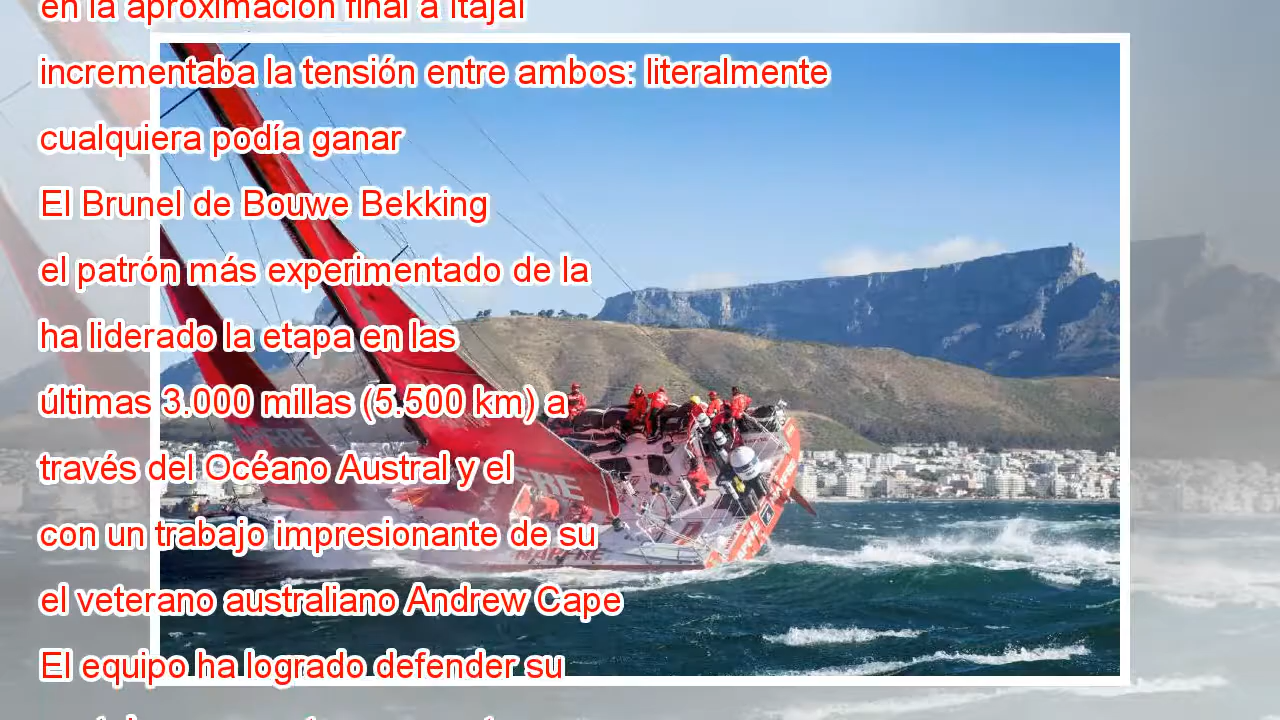 en la aproximación final a Itajaí
incrementaba la tensión entre ambos: literalmente
cualquiera podía ganar
El Brunel de Bouwe Bekking
el patrón más experimentado de la
ha liderado la etapa en las
últimas 3.000 millas (5.500 km) a
través del Océano Austral y el
con un trabajo impresionante de su
el veterano australiano Andrew Cape
El equipo ha logrado defender su
MAPFRE